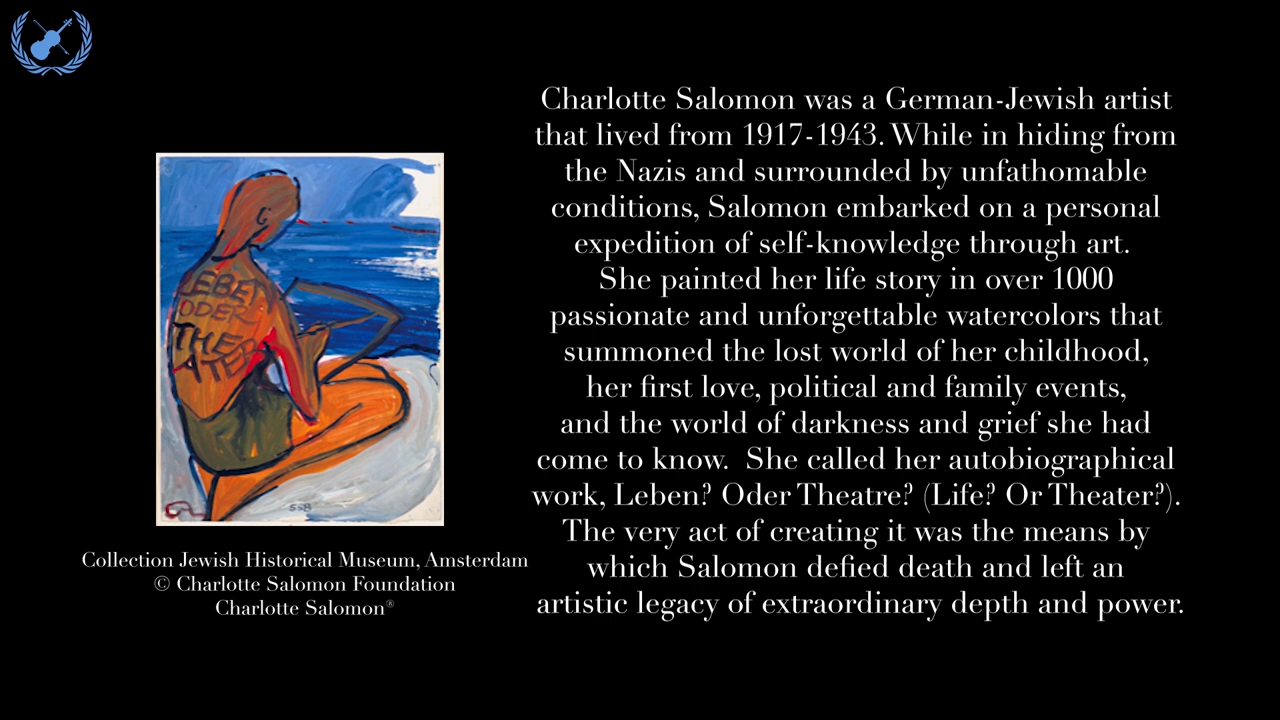 Charlotte Salomon was a German-Jewish artist
that lived from 1917-1943. While in hiding from
the Nazis and surrounded by unfathomable
conditions, Salomon embarked on a personal
expedition of self-knowledge through art.
She painted her life story in over 1000
passionate and unforgettable watercolors that
summoned the lost world of her childhood,
her first love, political and family events,
and the world of darkness and grief she had
come to know.  She called her autobiographical
work, Leben? Oder Theatre? (Life? Or Theater?).
The very act of creating it was the means by
which Salomon defied death and left an
artistic legacy of extraordinary depth and power.
LEBEN
ODER
THE
ATER
558
Collection Jewish Historical Museum, Amsterdam
© Charlotte Salomon Foundation
Charlotte Salomon®